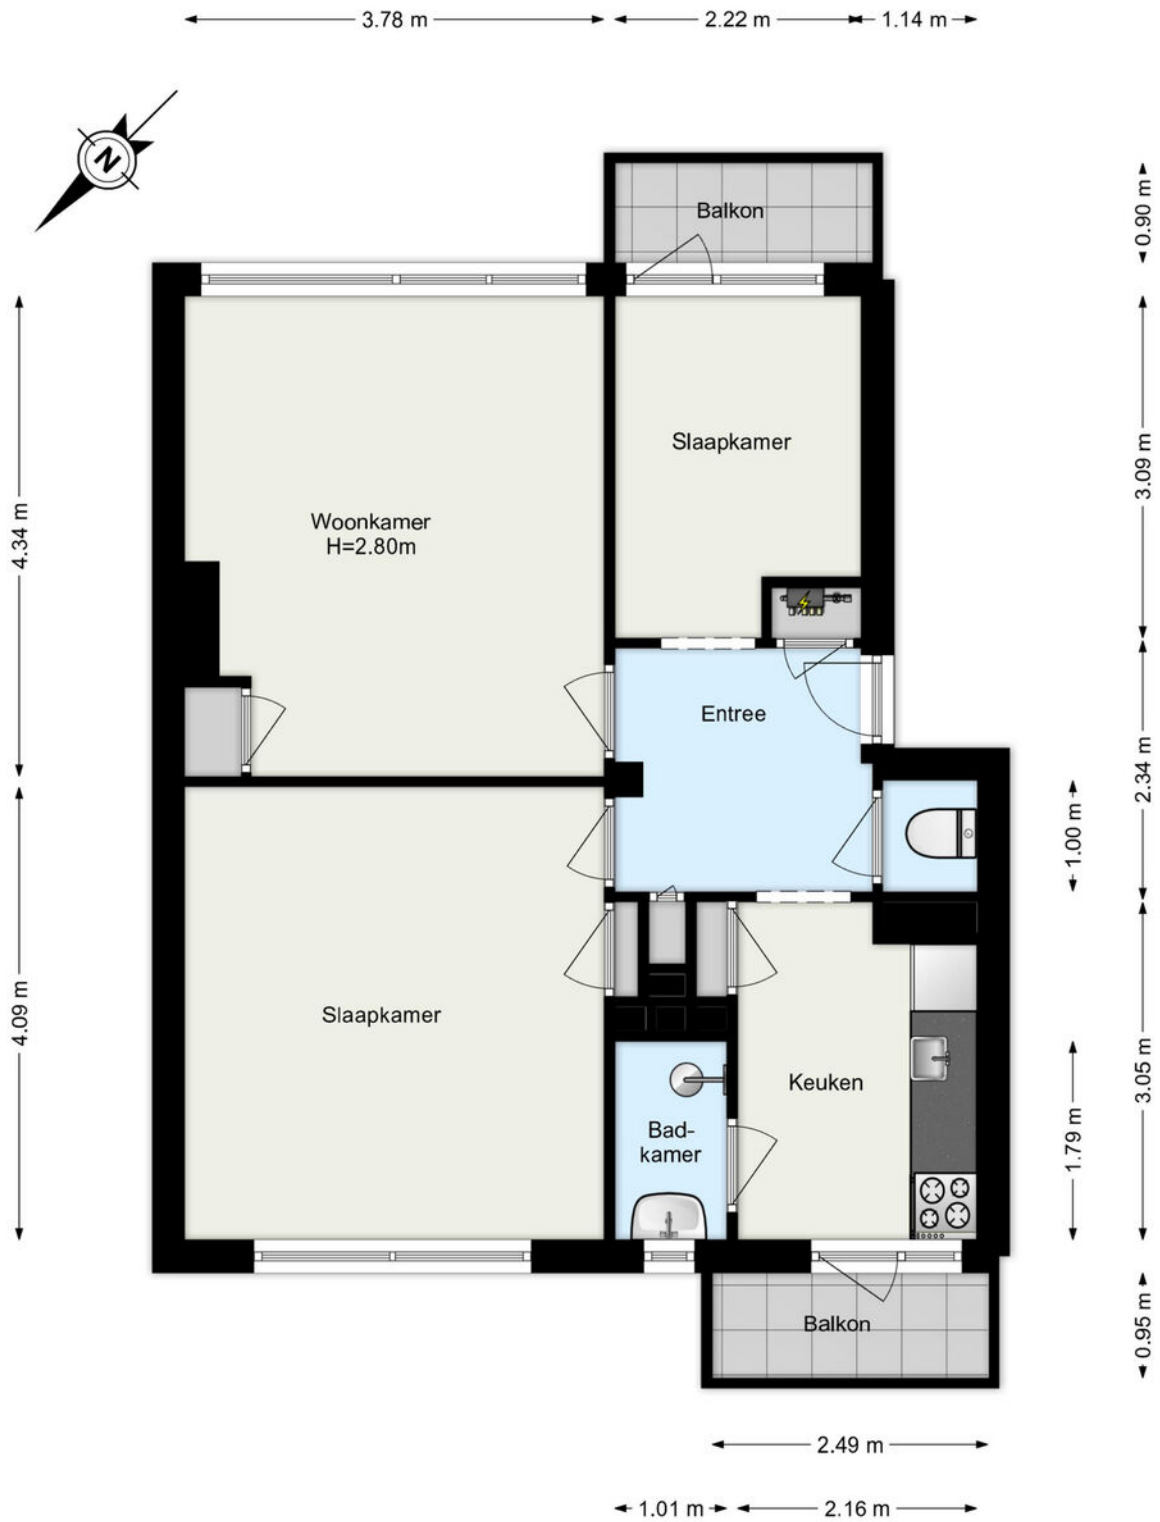 3.78 m
2.22 m
1.14 m
N
Balkon
0.90 m
Slaapkamer
3.09 m
Woonkamer
H=2.80m
4.34 m
Entree
2.34 m
1.00 m
Slaapkamer
4.09 m
Keuken
3.05 m
Bad-
kamer
1.79 m
Balkon
0.95 m
2.49 m
1.01 m
2.16 m